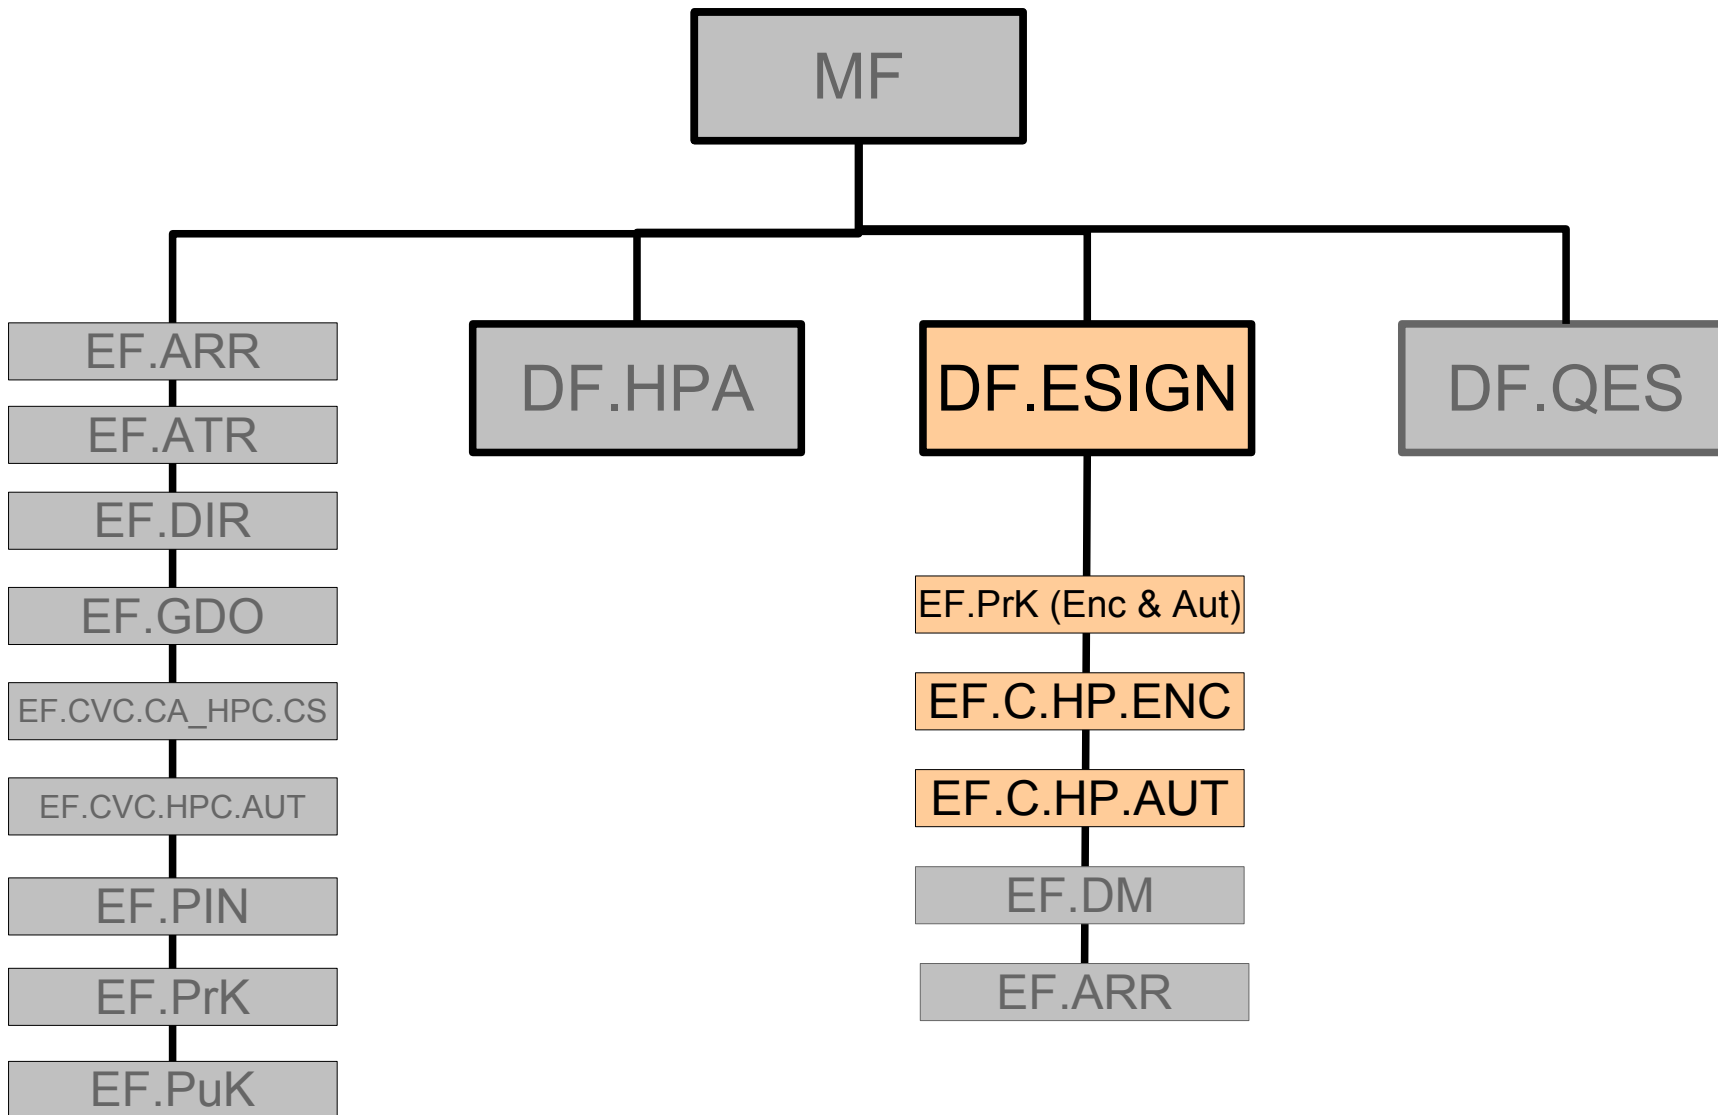 MF
EF.ARR
EF.ATR
EF.DIR
EF.GDO
EF.CVC.CA_HPC.CS
EF.CVC.HPC.AUT
EF.PIN
EF.PrK
EF.PuK
DF.HPA
DF.ESIGN
EF.PrK (Enc & Aut)
EF.C.HP.ENC
EF.C.HP.AUT
EF.DM
EF.ARR
DF.QES